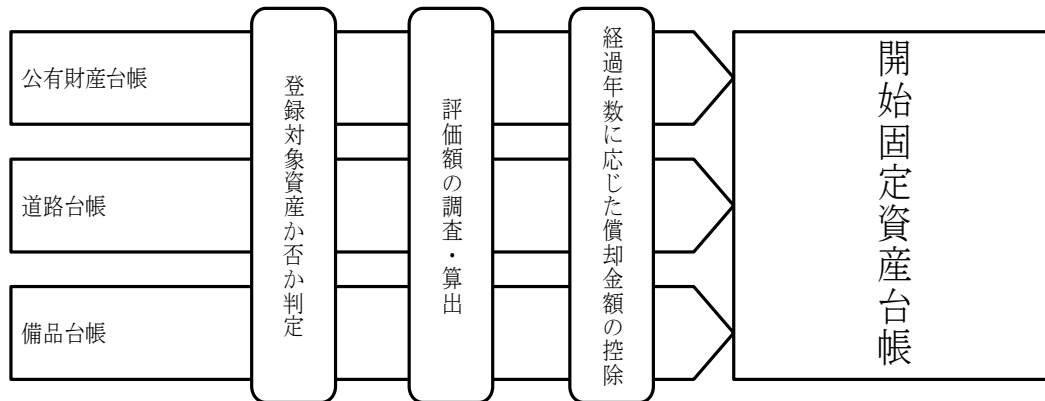 公有財産台帳
道路台帳
備品台帳
登録対象資産か否か判定
評価額の調査・算出
経過年数に応じた償却金額の控除
開始固定資産台帳